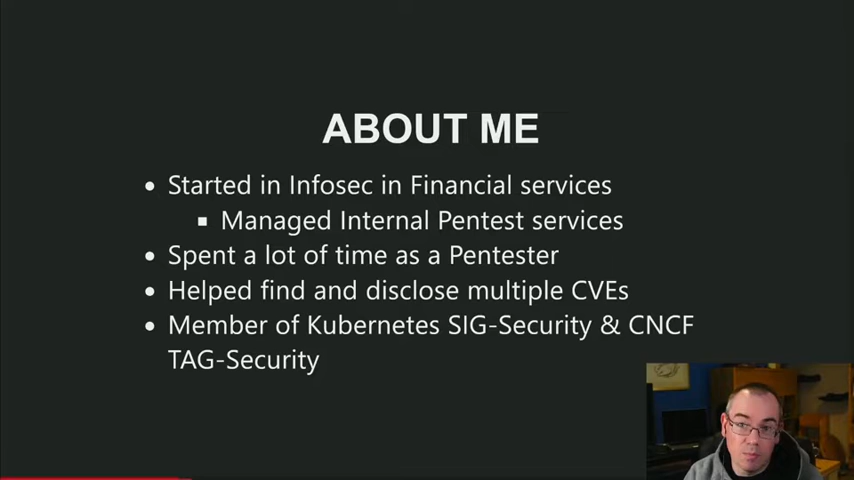 ABOUT ME
• Started in Infosec in Financial services
▪ Managed Internal Pentest services
• Spent a lot of time as a Pentester
• Helped find and disclose multiple CVEs
• Member of Kubernetes SIG-Security & CNCF
TAG-Security